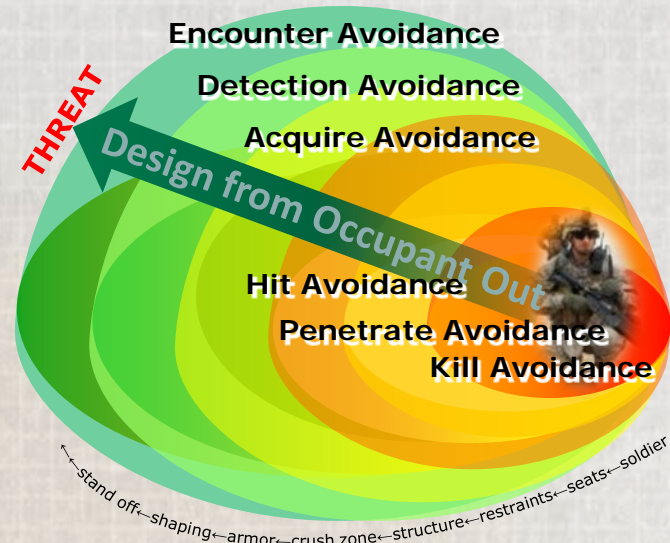 Encounter Avoidance
Detection Avoidance
THREAT
Acquire Avoidance
Design from Occupant Out
Hit Avoidance
Penetrate Avoidance
Kill Avoidance
←←stand off←shaping←armor←crush zone←structure←restraints←seats←soldier